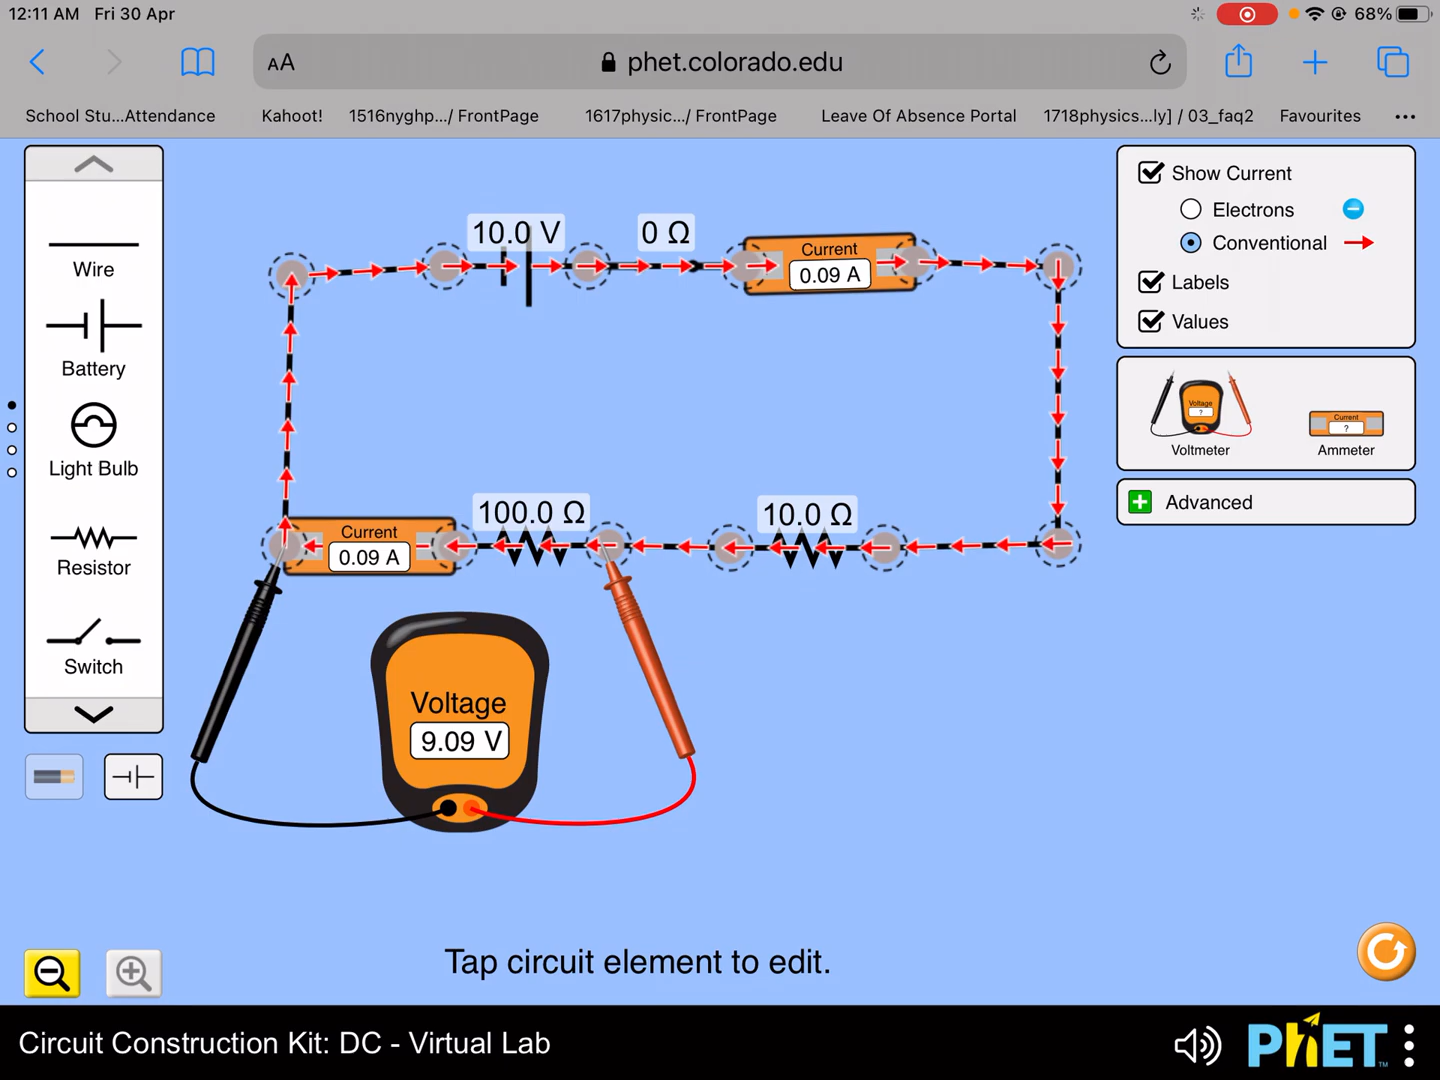 12:11 AM Fri 30 Apr
68%
AA
phet.colorado.edu
School Stu...Attendance
Kahoot!
1516nyghp.../ FrontPage
1617physic.../ FrontPage
Leave Of Absence Portal
1718physics...ly] / 03_faq2
Favourites
Wire
Battery
Light Bulb
Resistor
Switch
10.0 V
0 Ω
Current
0.09 A
Current
0.09 A
100.0 Ω
10.0 Ω
Voltage
9.09 V
Show Current
Electrons
Conventional
Labels
Values
Voltage
?
Voltmeter
Current
?
Ammeter
Advanced
Tap circuit element to edit.
Circuit Construction Kit: DC - Virtual Lab
PhET